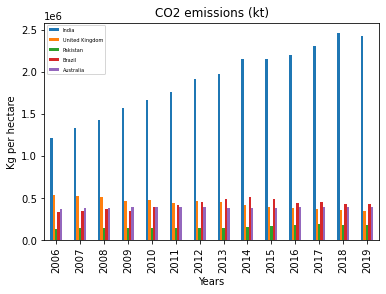 CO2 emissions (kt)
1e6
2.5
2.0
1.5
1.0
0.5
0.0
Kg per hectare
India
United Kingdom
Pakistan
Brazil
Australia
2006 2007 2008 2009 2010 2011 2012 2013 2014 2015 2016 2017 2018 2019
Years